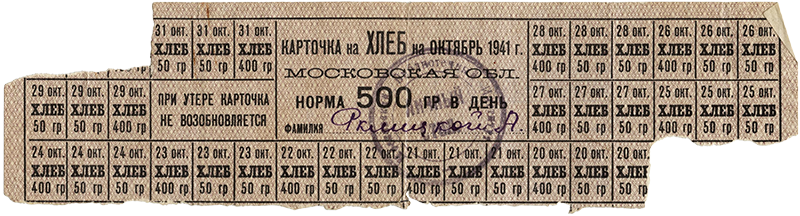 31 окт. 31 окт. 31 окт.
ХЛЕБ ХЛЕБ ХЛЕБ
50 гр 50 гр 400 гр
КАРТОЧКА на ХЛЕБ на ОКТЯБРЬ 1941 г.
МОСКОВСКАЯ ОБЛ.
НОРМА 500 ГР В ДЕНЬ
ФАМИЛИЯ
28 окт. 28 окт. 28 окт. 26 окт. 26 окт. 26
ХЛЕБ ХЛЕБ ХЛЕБ ХЛЕБ ХЛЕБ ХЛЕБ
50 гр 50 гр 400 гр 50 гр 50 гр 400 гр
29 окт. 29 окт. 29 окт.
ХЛЕБ ХЛЕБ ХЛЕБ
50 гр 50 гр 400 гр
ПРИ УТЕРЕ КАРТОЧКА
НЕ ВОЗОБНОВЛЯЕТСЯ
27 окт. 27 окт. 27 окт. 25 окт. 25 окт. 25 окт.
ХЛЕБ ХЛЕБ ХЛЕБ ХЛЕБ ХЛЕБ ХЛЕБ
50 гр 50 гр 400 гр 50 гр 50 гр 400 гр
24 окт. 24 окт. 24 окт. 23 окт. 23 окт. 23 окт. 22 окт. 22 окт. 22 окт. 21 окт. 21 окт. 21 окт. 20 окт. 20 окт. 20 окт.
ХЛЕБ ХЛЕБ ХЛЕБ ХЛЕБ ХЛЕБ ХЛЕБ ХЛЕБ ХЛЕБ ХЛЕБ ХЛЕБ ХЛЕБ ХЛЕБ ХЛЕБ ХЛЕБ ХЛЕБ
400 гр 50 гр 50 гр 400 гр 50 гр 50 гр 400 гр 50 гр 50 гр 400 гр 50 гр 50 гр 400 гр 50 гр 50 гр